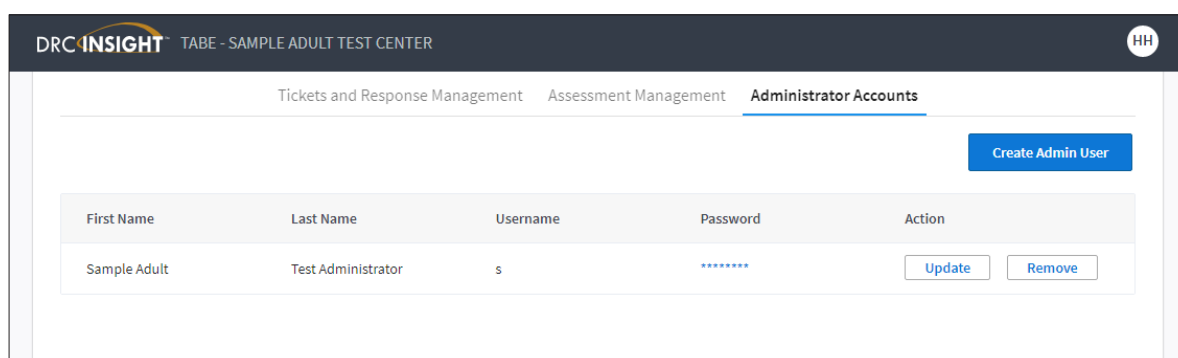 DRC INSIGHT™ TABE - SAMPLE ADULT TEST CENTER HH
Tickets and Response Management Assessment Management Administrator Accounts
Create Admin User
First Name Last Name Username Password Action
Sample Adult Test Administrator s ******** Update Remove